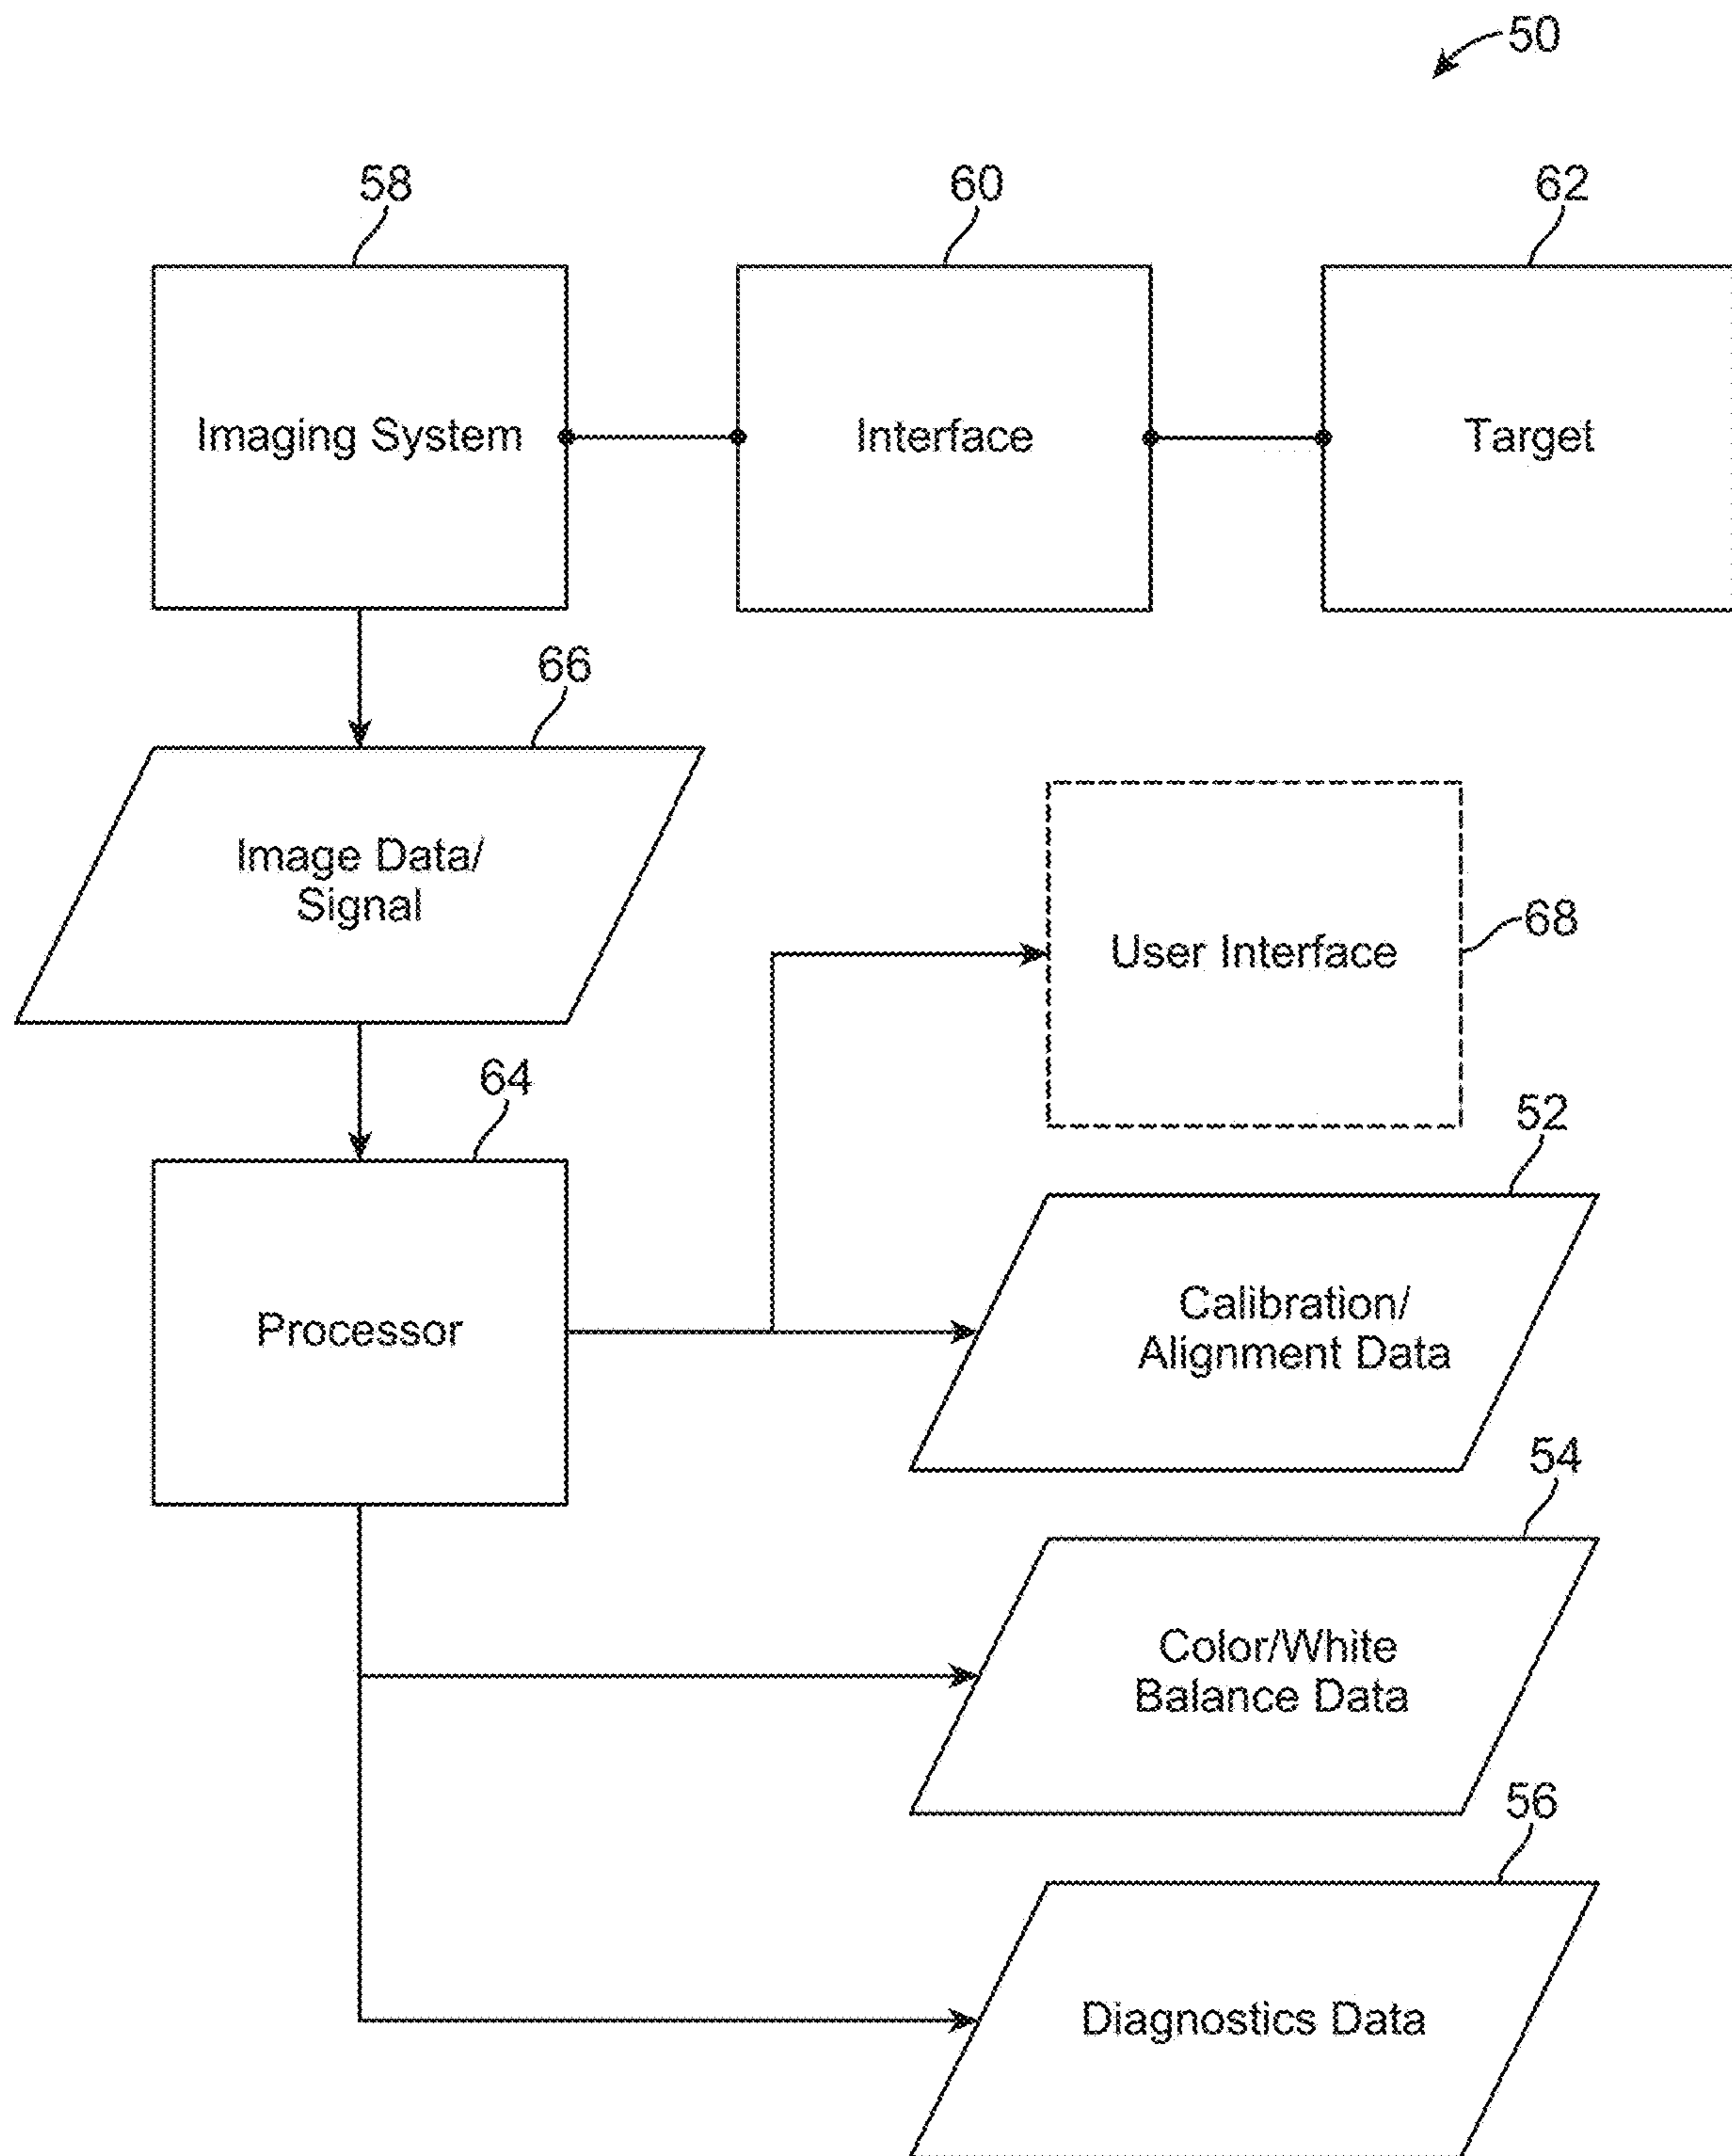 50
58
60
62
Imaging System
Interface
Target
66
Image Data/
Signal
User Interface
68
64
52
Processor
Calibration/
Alignment Data
54
Color/White
Balance Data
56
Diagnostics Data